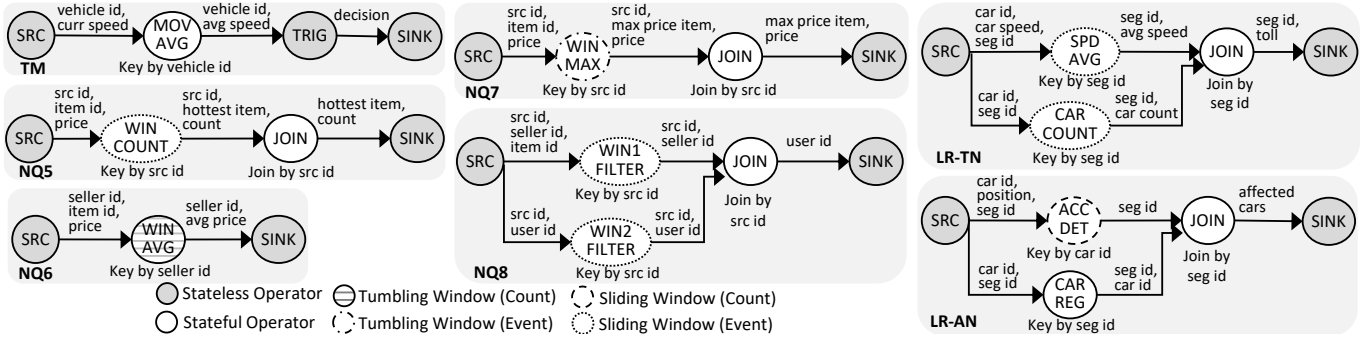 vehicle id,
curr speed
vehicle id,
avg speed
decision
SRC
MOV
AVG
TRIG
SINK
Key by vehicle id
TM
src id,
item id,
price
src id,
hottest item,
count
hottest item,
count
SRC
WIN
COUNT
JOIN
SINK
Key by src id
Join by src id
NQ5
seller id,
item id,
price
seller id,
avg price
SRC
WIN
AVG
SINK
Key by seller id
NQ6
src id,
item id,
price
src id,
max price item,
price
max price item,
price
SRC
WIN
MAX
JOIN
SINK
Key by src id
Join by src id
NQ7
src id,
seller id,
item id
src id,
seller id
user id
SRC
WIN1
FILTER
JOIN
SINK
Key by src id
Join by
src id
src id,
user id
src id,
user id
WIN2
FILTER
Key by src id
NQ8
car id,
car speed,
seg id
seg id,
avg speed
seg id,
toll
SRC
SPD
AVG
JOIN
SINK
Key by seg id
Join by
seg id
car id,
seg id
seg id,
car count
CAR
COUNT
Key by seg id
LR-TN
car id,
position,
seg id
seg id
affected
cars
SRC
ACC
DET
JOIN
SINK
Key by car id
Join by
seg id
car id,
seg id
seg id,
car id
CAR
REG
Key by seg id
LR-AN
Stateless Operator
Tumbling Window (Count)
Sliding Window (Count)
Stateful Operator
Tumbling Window (Event)
Sliding Window (Event)